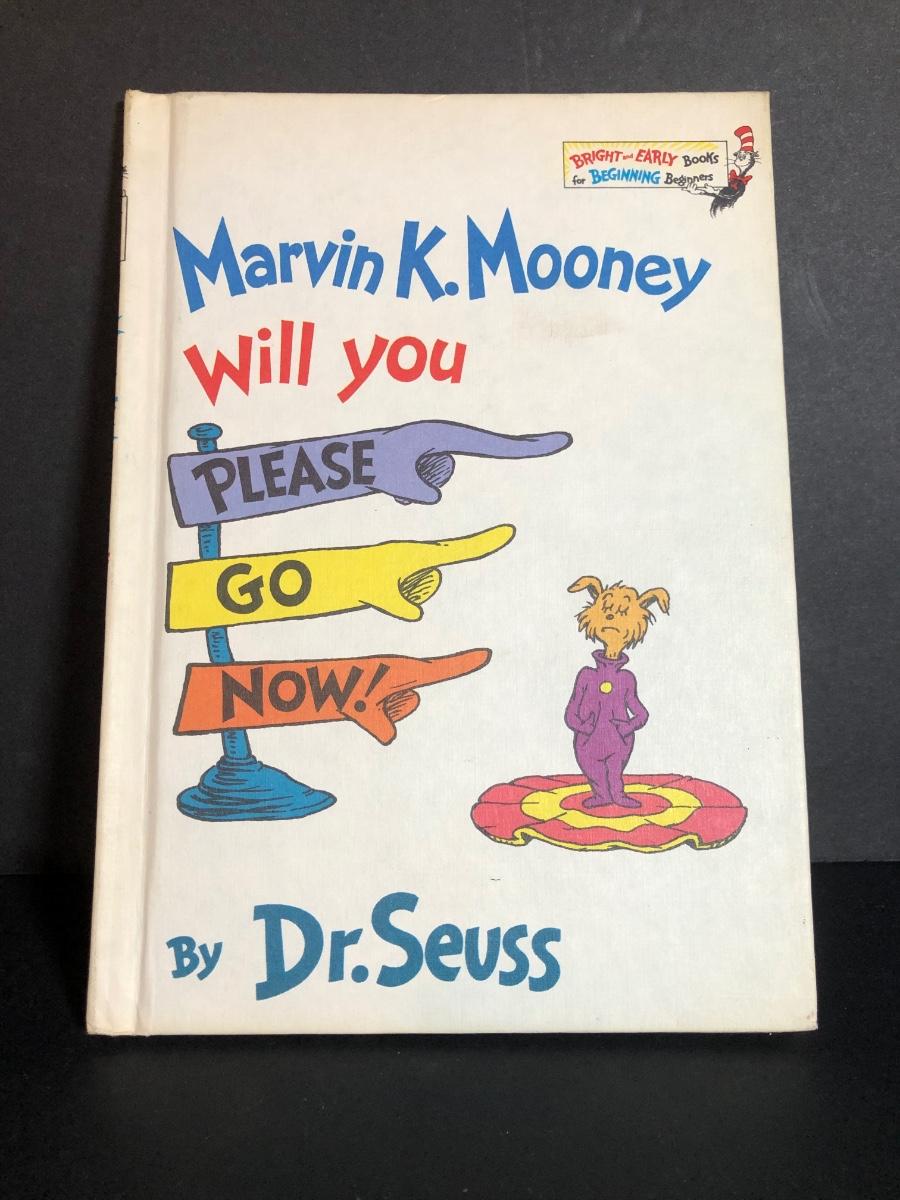 BRIGHT and EARLY Books
for BEGINNING Beginners
Marvin K. Mooney
Will you
PLEASE
GO
NOW!
By Dr. Seuss